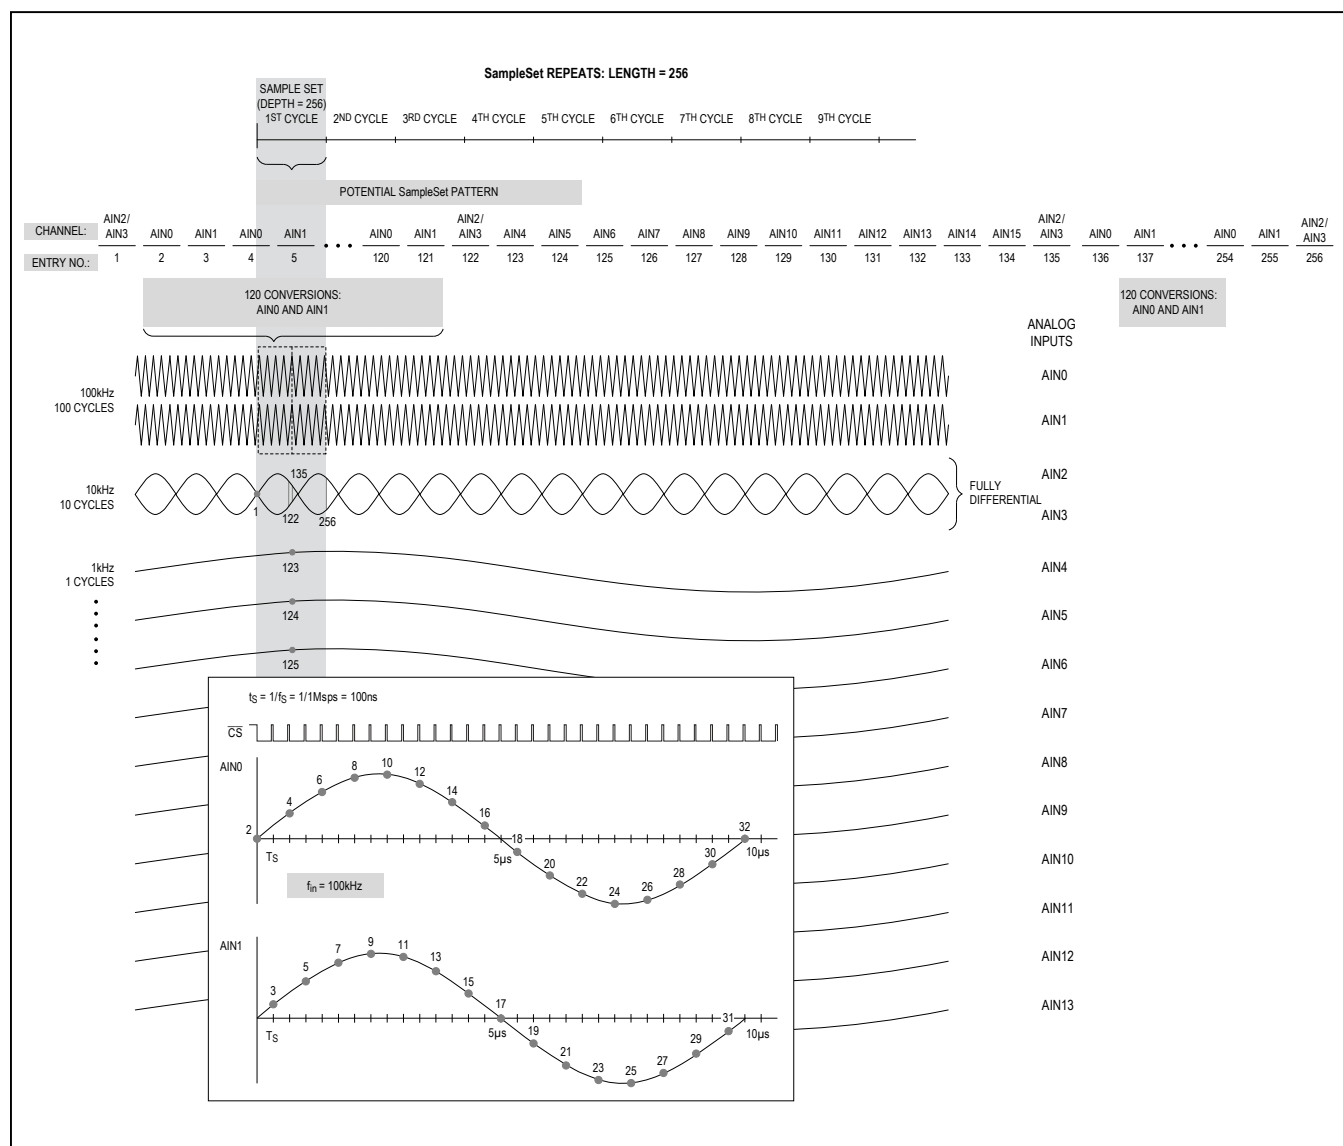 SampleSet REPEATS: LENGTH = 256
SAMPLE SET
(DEPTH = 256)
1ST CYCLE 2ND CYCLE 3RD CYCLE 4TH CYCLE 5TH CYCLE 6TH CYCLE 7TH CYCLE 8TH CYCLE 9TH CYCLE
POTENTIAL SampleSet PATTERN
CHANNEL: AIN2/AIN3 AIN0 AIN1 AIN0 AIN1 ••• AIN0 AIN1 AIN2/AIN3 AIN4 AIN5 AIN6 AIN7 AIN8 AIN9 AIN10 AIN11 AIN12 AIN13 AIN14 AIN15 AIN2/AIN3 AIN0 AIN1 ••• AIN0 AIN1 AIN2/AIN3
ENTRY NO.: 1 2 3 4 5 120 121 122 123 124 125 126 127 128 129 130 131 132 133 134 135 136 137 254 255 256
120 CONVERSIONS:
AIN0 AND AIN1
120 CONVERSIONS:
AIN0 AND AIN1
ANALOG
INPUTS
100kHz
100 CYCLES
AIN0
AIN1
10kHz
10 CYCLES
135
1
122
256
FULLY
DIFFERENTIAL
AIN2
AIN3
1kHz
1 CYCLES
123
AIN4
124
AIN5
125
AIN6
AIN7
AIN8
AIN9
AIN10
AIN11
AIN12
AIN13
tS = 1/fS = 1/1Msps = 100ns
CS
AIN0
2 4 6 8 10 12 14 16 18 20 22 24 26 28 30 32
TS
5µs
10µs
fin = 100kHz
AIN1
3 5 7 9 11 13 15 17 19 21 23 25 27 29 31
TS
5µs
10µs